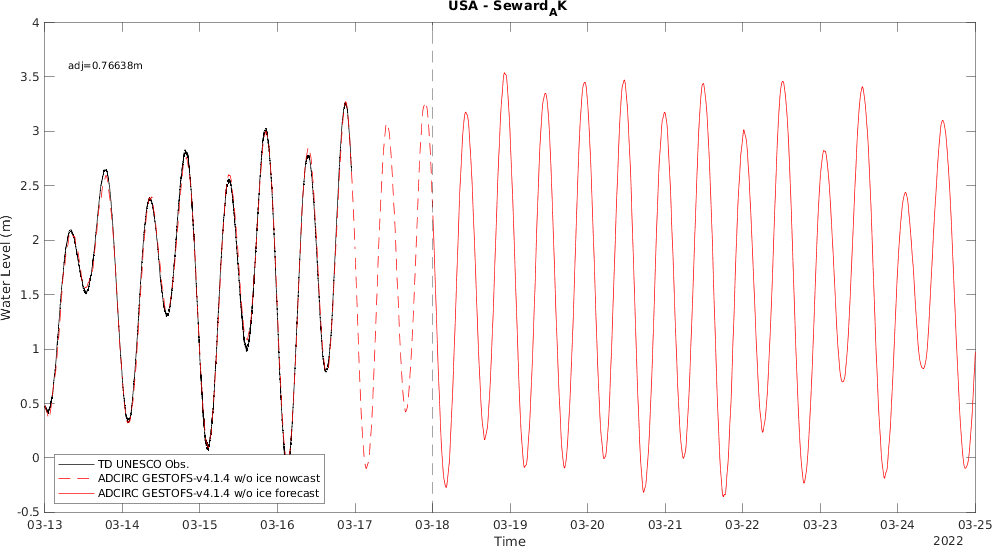 USA - Seward_AK
4
3.5
3
2.5
2
1.5
1
0.5
0
-0.5
Water Level (m)
adj=0.76638m
TD UNESCO Obs.
ADCIRC GESTOFS-v4.1.4 w/o ice nowcast
ADCIRC GESTOFS-v4.1.4 w/o ice forecast
03-13 03-14 03-15 03-16 03-17 03-18 03-19 03-20 03-21 03-22 03-23 03-24 03-25
Time
2022